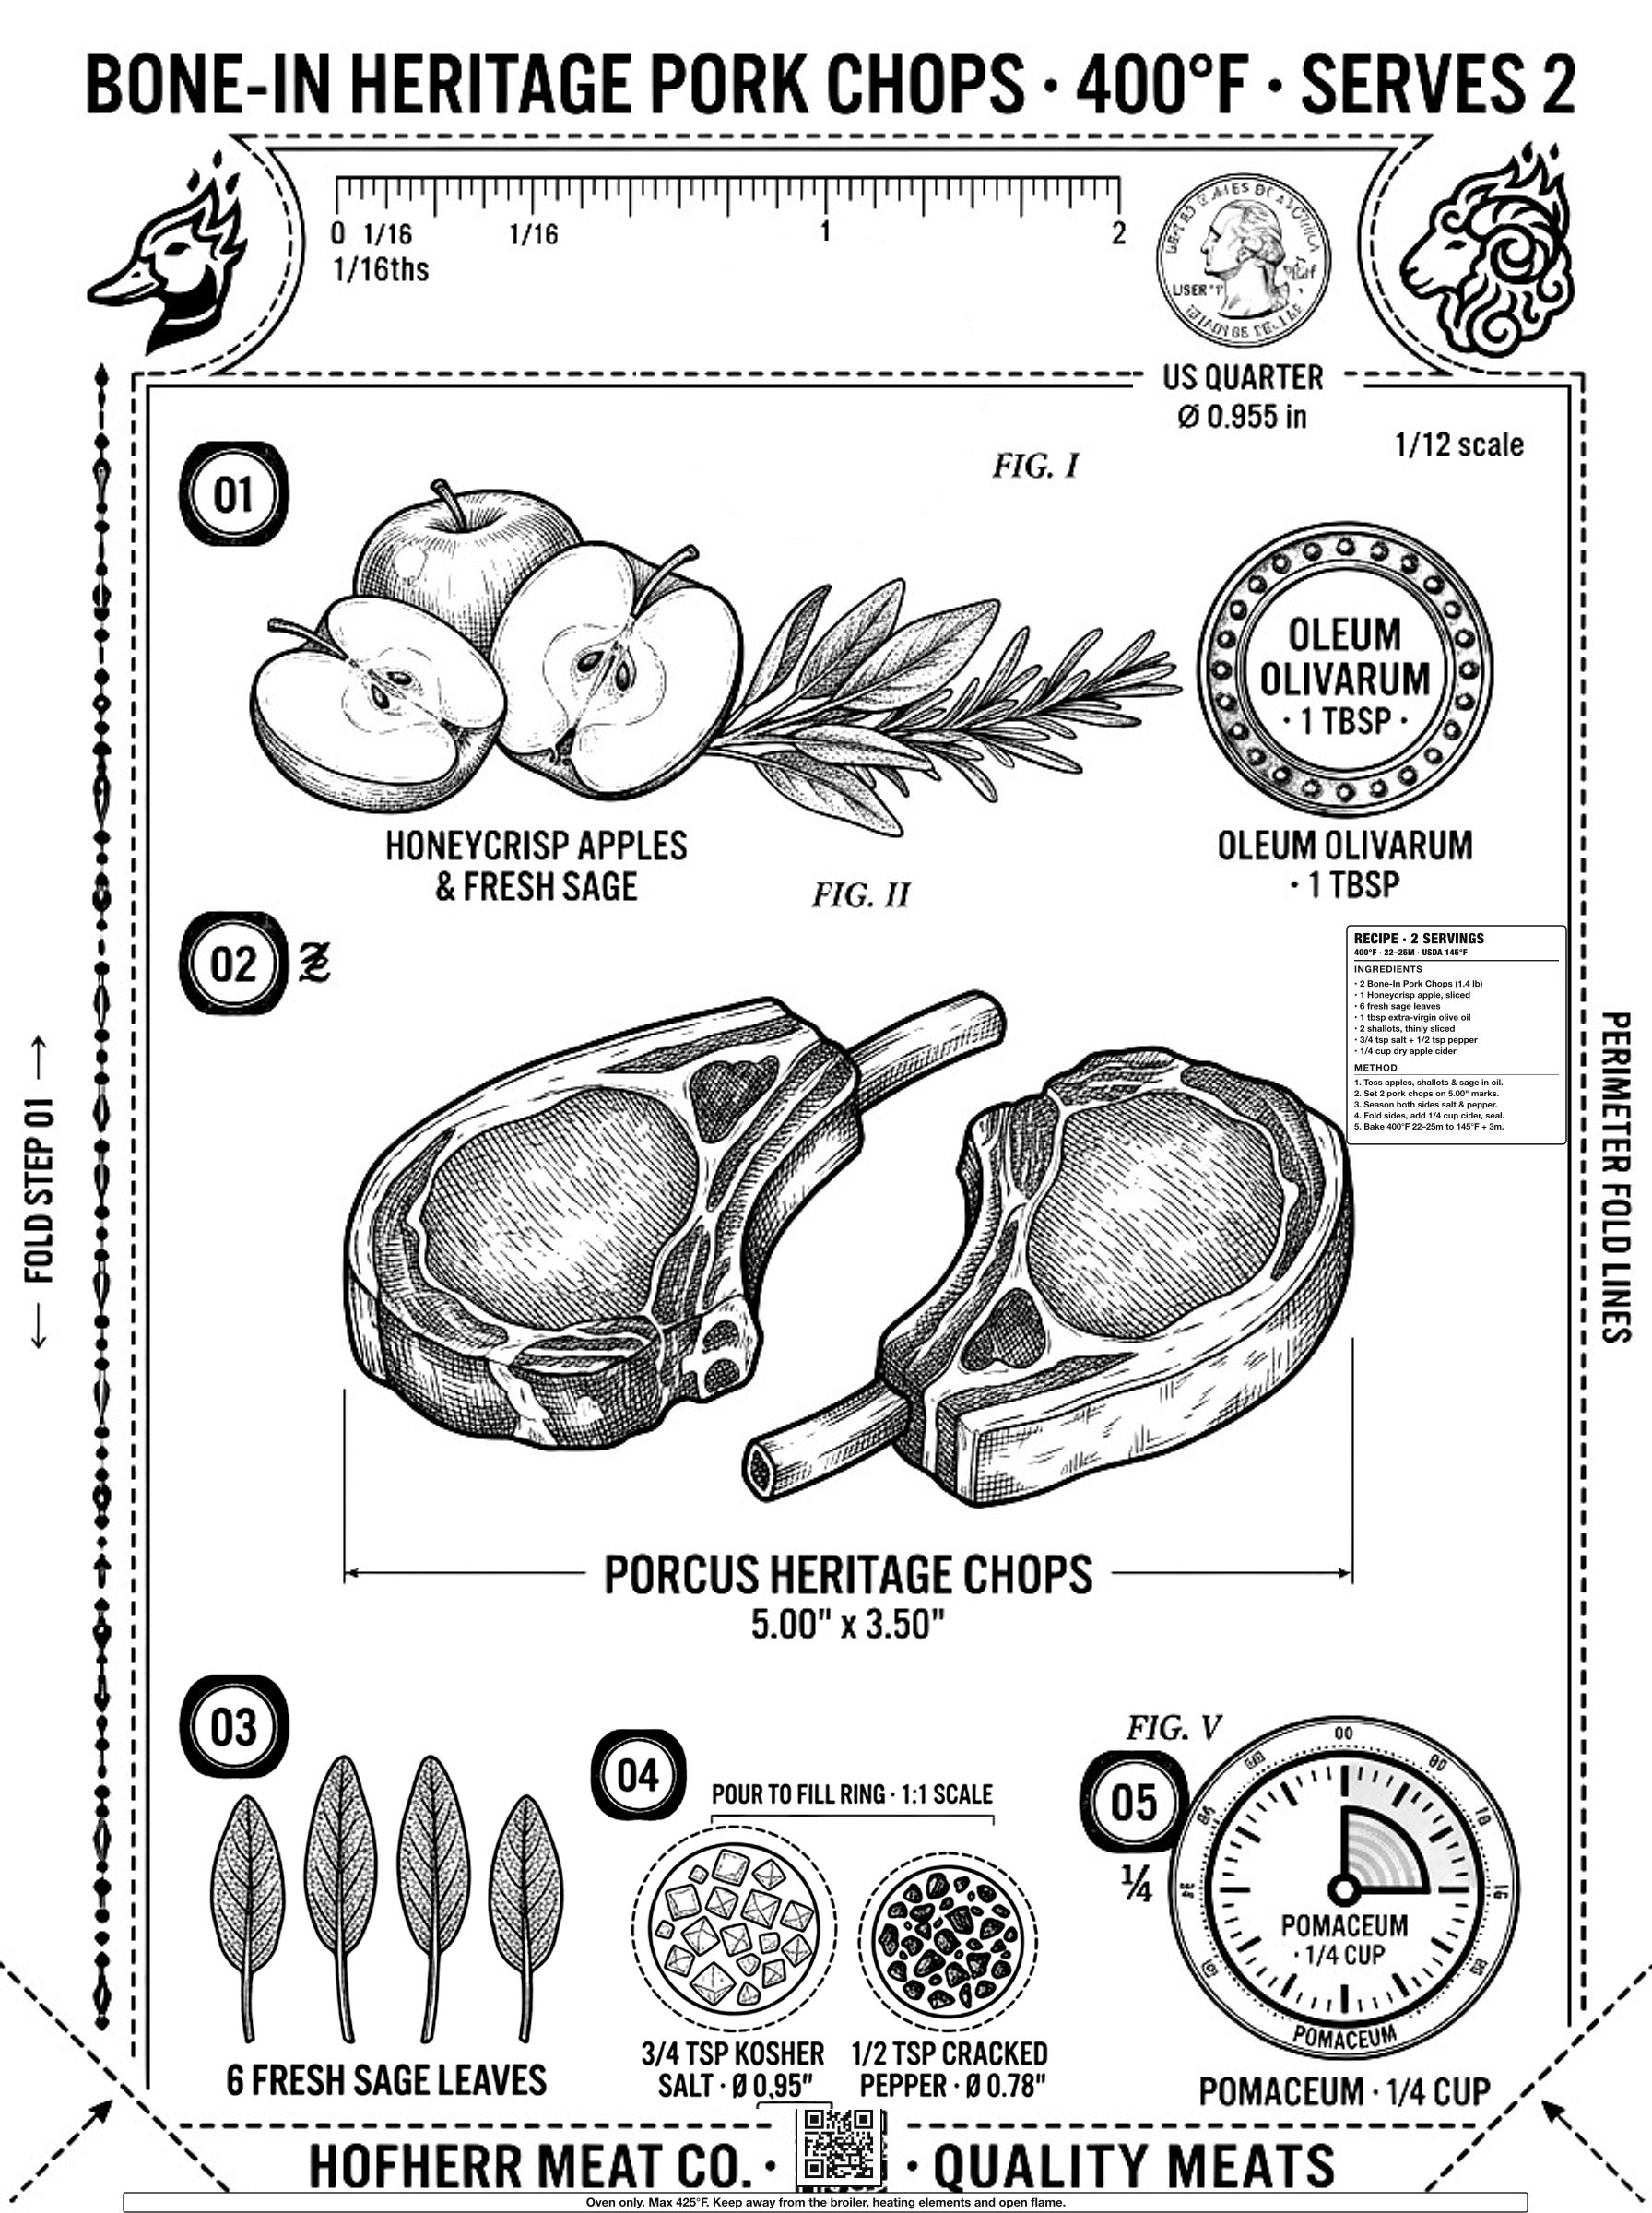 BONE-IN HERITAGE PORK CHOPS · 400°F · SERVES 2
0 1/16 1/16 1 2
1/16ths
US QUARTER
Ø 0.955 in
1/12 scale
FIG. I
01
OLEUM
OLIVARUM
· 1 TBSP ·
HONEYCRISP APPLES
& FRESH SAGE
OLEUM OLIVARUM
· 1 TBSP
FIG. II
02
RECIPE · 2 SERVINGS
400°F · 22–25M · USDA 145°F
INGREDIENTS
· 2 Bone-In Pork Chops (1.4 lb)
· 1 Honeycrisp apple, sliced
· 6 fresh sage leaves
· 1 tbsp extra-virgin olive oil
· 2 shallots, thinly sliced
· 3/4 tsp salt + 1/2 tsp pepper
· 1/4 cup dry apple cider
METHOD
1. Toss apples, shallots & sage in oil.
2. Set 2 pork chops on 5.00" marks.
3. Season both sides salt & pepper.
4. Fold sides, add 1/4 cup cider, seal.
5. Bake 400°F 22–25m to 145°F + 3m.
← FOLD STEP 01 →
PERIMETER FOLD LINES
PORCUS HERITAGE CHOPS
5.00" x 3.50"
03
6 FRESH SAGE LEAVES
04
POUR TO FILL RING · 1:1 SCALE
3/4 TSP KOSHER
SALT · Ø 0.95"
1/2 TSP CRACKED
PEPPER · Ø 0.78"
FIG. V
05
¼
00
POMACEUM
· 1/4 CUP
POMACEUM
POMACEUM · 1/4 CUP
HOFHERR MEAT CO. · · QUALITY MEATS
Oven only. Max 425°F. Keep away from the broiler, heating elements and open flame.